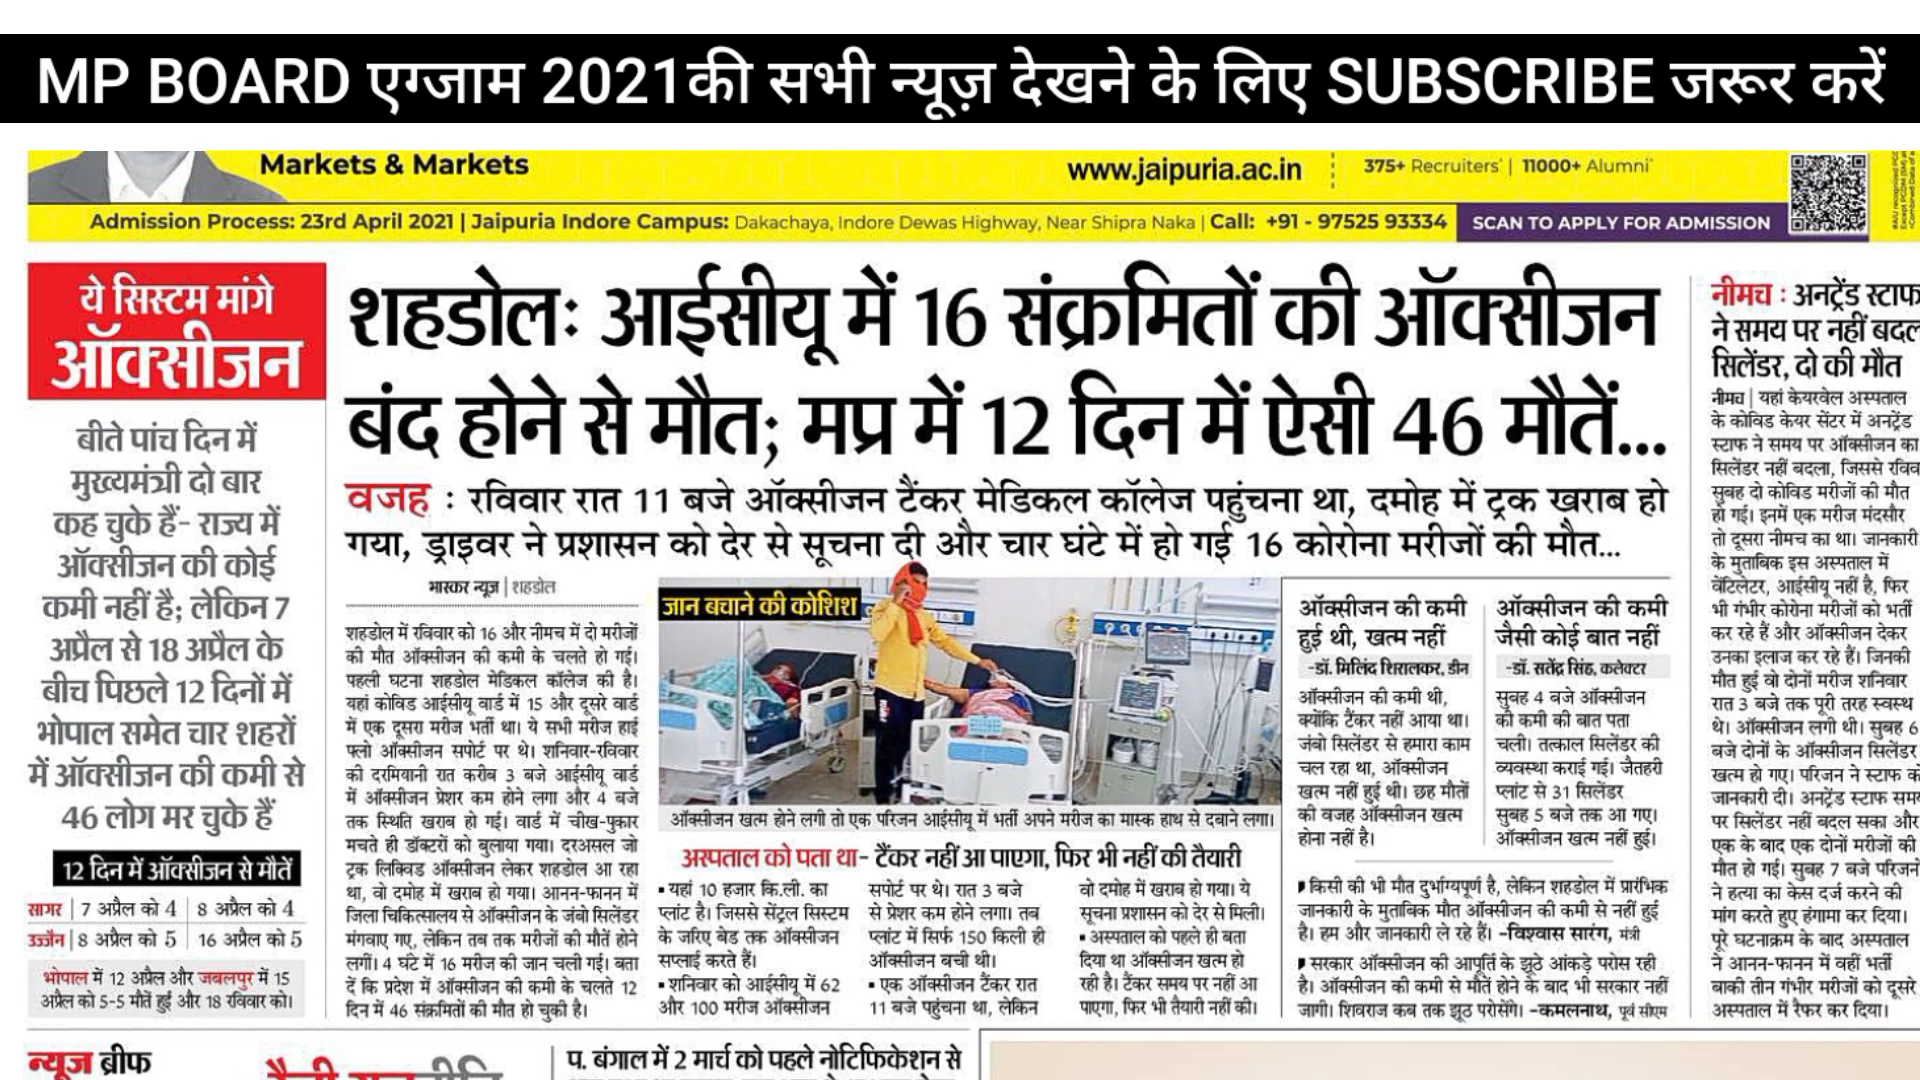 MP BOARD एग्जाम 2021की सभी न्यूज़ देखने के लिए SUBSCRIBE जरूर करें
Markets & Markets
www.jaipuria.ac.in
375+ Recruiters | 11000+ Alumni
Admission Process: 23rd April 2021 | Jaipuria Indore Campus: Dakachaya, Indore Dewas Highway, Near Shipra Naka | Call: +91 - 97525 93334
SCAN TO APPLY FOR ADMISSION
ये सिस्टम मांगे
ऑक्सीजन
बीते पांच दिन में
मुख्यमंत्री दो बार
कह चुके हैं- राज्य में
ऑक्सीजन की कोई
कमी नहीं है; लेकिन 7
अप्रैल से 18 अप्रैल के
बीच पिछले 12 दिनों में
भोपाल समेत चार शहरों
में ऑक्सीजन की कमी से
46 लोग मर चुके हैं
12 दिन में ऑक्सीजन से मौतें
सागर | 7 अप्रैल को 4 | 8 अप्रैल को 4
उज्जैन | 8 अप्रैल को 5 | 16 अप्रैल को 5
भोपाल में 12 अप्रैल और जबलपुर में 15
अप्रैल को 5-5 मौतें हुई और 18 रविवार को।
शहडोलः आईसीयू में 16 संक्रमितों की ऑक्सीजन
बंद होने से मौत; मप्र में 12 दिन में ऐसी 46 मौतें...
वजह : रविवार रात 11 बजे ऑक्सीजन टैंकर मेडिकल कॉलेज पहुंचना था, दमोह में ट्रक खराब हो
गया, ड्राइवर ने प्रशासन को देर से सूचना दी और चार घंटे में हो गई 16 कोरोना मरीजों की मौत...
भास्कर न्यूज | शहडोल
शहडोल में रविवार को 16 और नीमच में दो मरीजों
की मौत ऑक्सीजन की कमी के चलते हो गई।
पहली घटना शहडोल मेडिकल कॉलेज की है।
यहां कोविड आईसीयू वार्ड में 15 और दूसरे वार्ड
में एक दूसरा मरीज भर्ती था। ये सभी मरीज हाई
फ्लो ऑक्सीजन सपोर्ट पर थे। शनिवार-रविवार
की दरमियानी रात करीब 3 बजे आईसीयू वार्ड
में ऑक्सीजन प्रेशर कम होने लगा और 4 बजे
तक स्थिति खराब हो गई। वार्ड में चीख-पुकार
मचते ही डॉक्टरों को बुलाया गया। दरअसल जो
ट्रक लिक्विड ऑक्सीजन लेकर शहडोल आ रहा
था, वो दमोह में खराब हो गया। आनन-फानन में
जिला चिकित्सालय से ऑक्सीजन के जंबो सिलेंडर
मंगवाए गए, लेकिन तब तक मरीजों की मौतें होने
लगीं। 4 घंटे में 16 मरीज की जान चली गई। बता
दें कि प्रदेश में ऑक्सीजन की कमी के चलते 12
दिन में 46 संक्रमितों की मौत हो चुकी है।
जान बचाने की कोशिश
ऑक्सीजन खत्म होने लगी तो एक परिजन आईसीयू में भर्ती अपने मरीज का मास्क हाथ से दबाने लगा।
अस्पताल को पता था- टैंकर नहीं आ पाएगा, फिर भी नहीं की तैयारी
▪ यहां 10 हजार कि.ली. का
प्लांट है। जिससे सेंट्रल सिस्टम
के जरिए बेड तक ऑक्सीजन
सप्लाई करते हैं।
▪ शनिवार को आईसीयू में 62
और 100 मरीज ऑक्सीजन
सपोर्ट पर थे। रात 3 बजे
से प्रेशर कम होने लगा। तब
प्लांट में सिर्फ 150 किली ही
ऑक्सीजन बची थी।
▪ एक ऑक्सीजन टैंकर रात
11 बजे पहुंचना था, लेकिन
वो दमोह में खराब हो गया। ये
सूचना प्रशासन को देर से मिली।
▪ अस्पताल को पहले ही बता
दिया था ऑक्सीजन खत्म हो
रही है। टैंकर समय पर नहीं आ
पाएगा, फिर भी तैयारी नहीं की।
ऑक्सीजन की कमी
हुई थी, खत्म नहीं
-डॉ. मिलिंद शिरालकर, डीन
ऑक्सीजन की कमी थी,
क्योंकि टैंकर नहीं आया था।
जंबो सिलेंडर से हमारा काम
चल रहा था, ऑक्सीजन
खत्म नहीं हुई थी। छह मौतों
की वजह ऑक्सीजन खत्म
होना नहीं है।
ऑक्सीजन की कमी
जैसी कोई बात नहीं
-डॉ. सतेंद्र सिंह, कलेक्टर
सुबह 4 बजे ऑक्सीजन
की कमी की बात पता
चली। तत्काल सिलेंडर की
व्यवस्था कराई गई। जैतहरी
प्लांट से 31 सिलेंडर
सुबह 5 बजे तक आ गए।
ऑक्सीजन खत्म नहीं हुई।
किसी की भी मौत दुर्भाग्यपूर्ण है, लेकिन शहडोल में प्रारंभिक
जानकारी के मुताबिक मौत ऑक्सीजन की कमी से नहीं हुई
है। हम और जानकारी ले रहे हैं। -विश्वास सारंग, मंत्री
सरकार ऑक्सीजन की आपूर्ति के झूठे आंकड़े परोस रही
है। ऑक्सीजन की कमी से मौतें होने के बाद भी सरकार नहीं
जागी। शिवराज कब तक झूठ परोसेंगे। -कमलनाथ, पूर्व सीएम
नीमच : अनट्रेंड स्टाफ
ने समय पर नहीं बदल
सिलेंडर, दो की मौत
नीमच | यहां केयरवेल अस्पताल
के कोविड केयर सेंटर में अनट्रेंड
स्टाफ ने समय पर ऑक्सीजन का
सिलेंडर नहीं बदला, जिससे रविव
सुबह दो कोविड मरीजों की मौत
हो गई। इनमें एक मरीज मंदसौर
तो दूसरा नीमच का था। जानकारी
के मुताबिक इस अस्पताल में
वेंटिलेटर, आईसीयू नहीं है, फिर
भी गंभीर कोरोना मरीजों को भर्ती
कर रहे हैं और ऑक्सीजन देकर
उनका इलाज कर रहे हैं। जिनकी
मौत हुई वो दोनों मरीज शनिवार
रात 3 बजे तक पूरी तरह स्वस्थ
थे। ऑक्सीजन लगी थी। सुबह 6
बजे दोनों के ऑक्सीजन सिलेंडर
खत्म हो गए। परिजन ने स्टाफ क
जानकारी दी। अनट्रेंड स्टाफ समय
पर सिलेंडर नहीं बदल सका और
एक के बाद एक दोनों मरीजों की
मौत हो गई। सुबह 7 बजे परिजन
ने हत्या का केस दर्ज करने की
मांग करते हुए हंगामा कर दिया।
पूरे घटनाक्रम के बाद अस्पताल
ने आनन-फानन में वहीं भर्ती
बाकी तीन गंभीर मरीजों को दूसरे
अस्पताल में रैफर कर दिया।
न्यूज ब्रीफ
प. बंगाल में 2 मार्च को पहले नोटिफिकेशन से